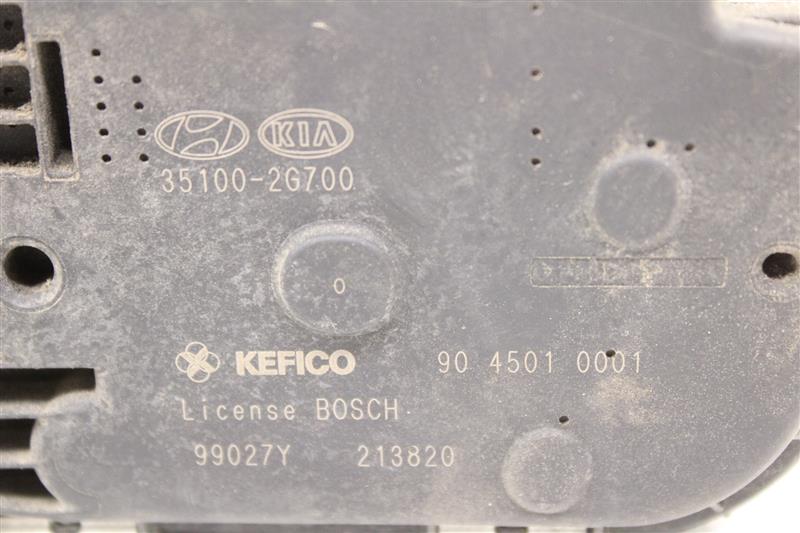 KIA
35100-2G700
KEFICO 90 4501 0001
License BOSCH
99027Y 213820